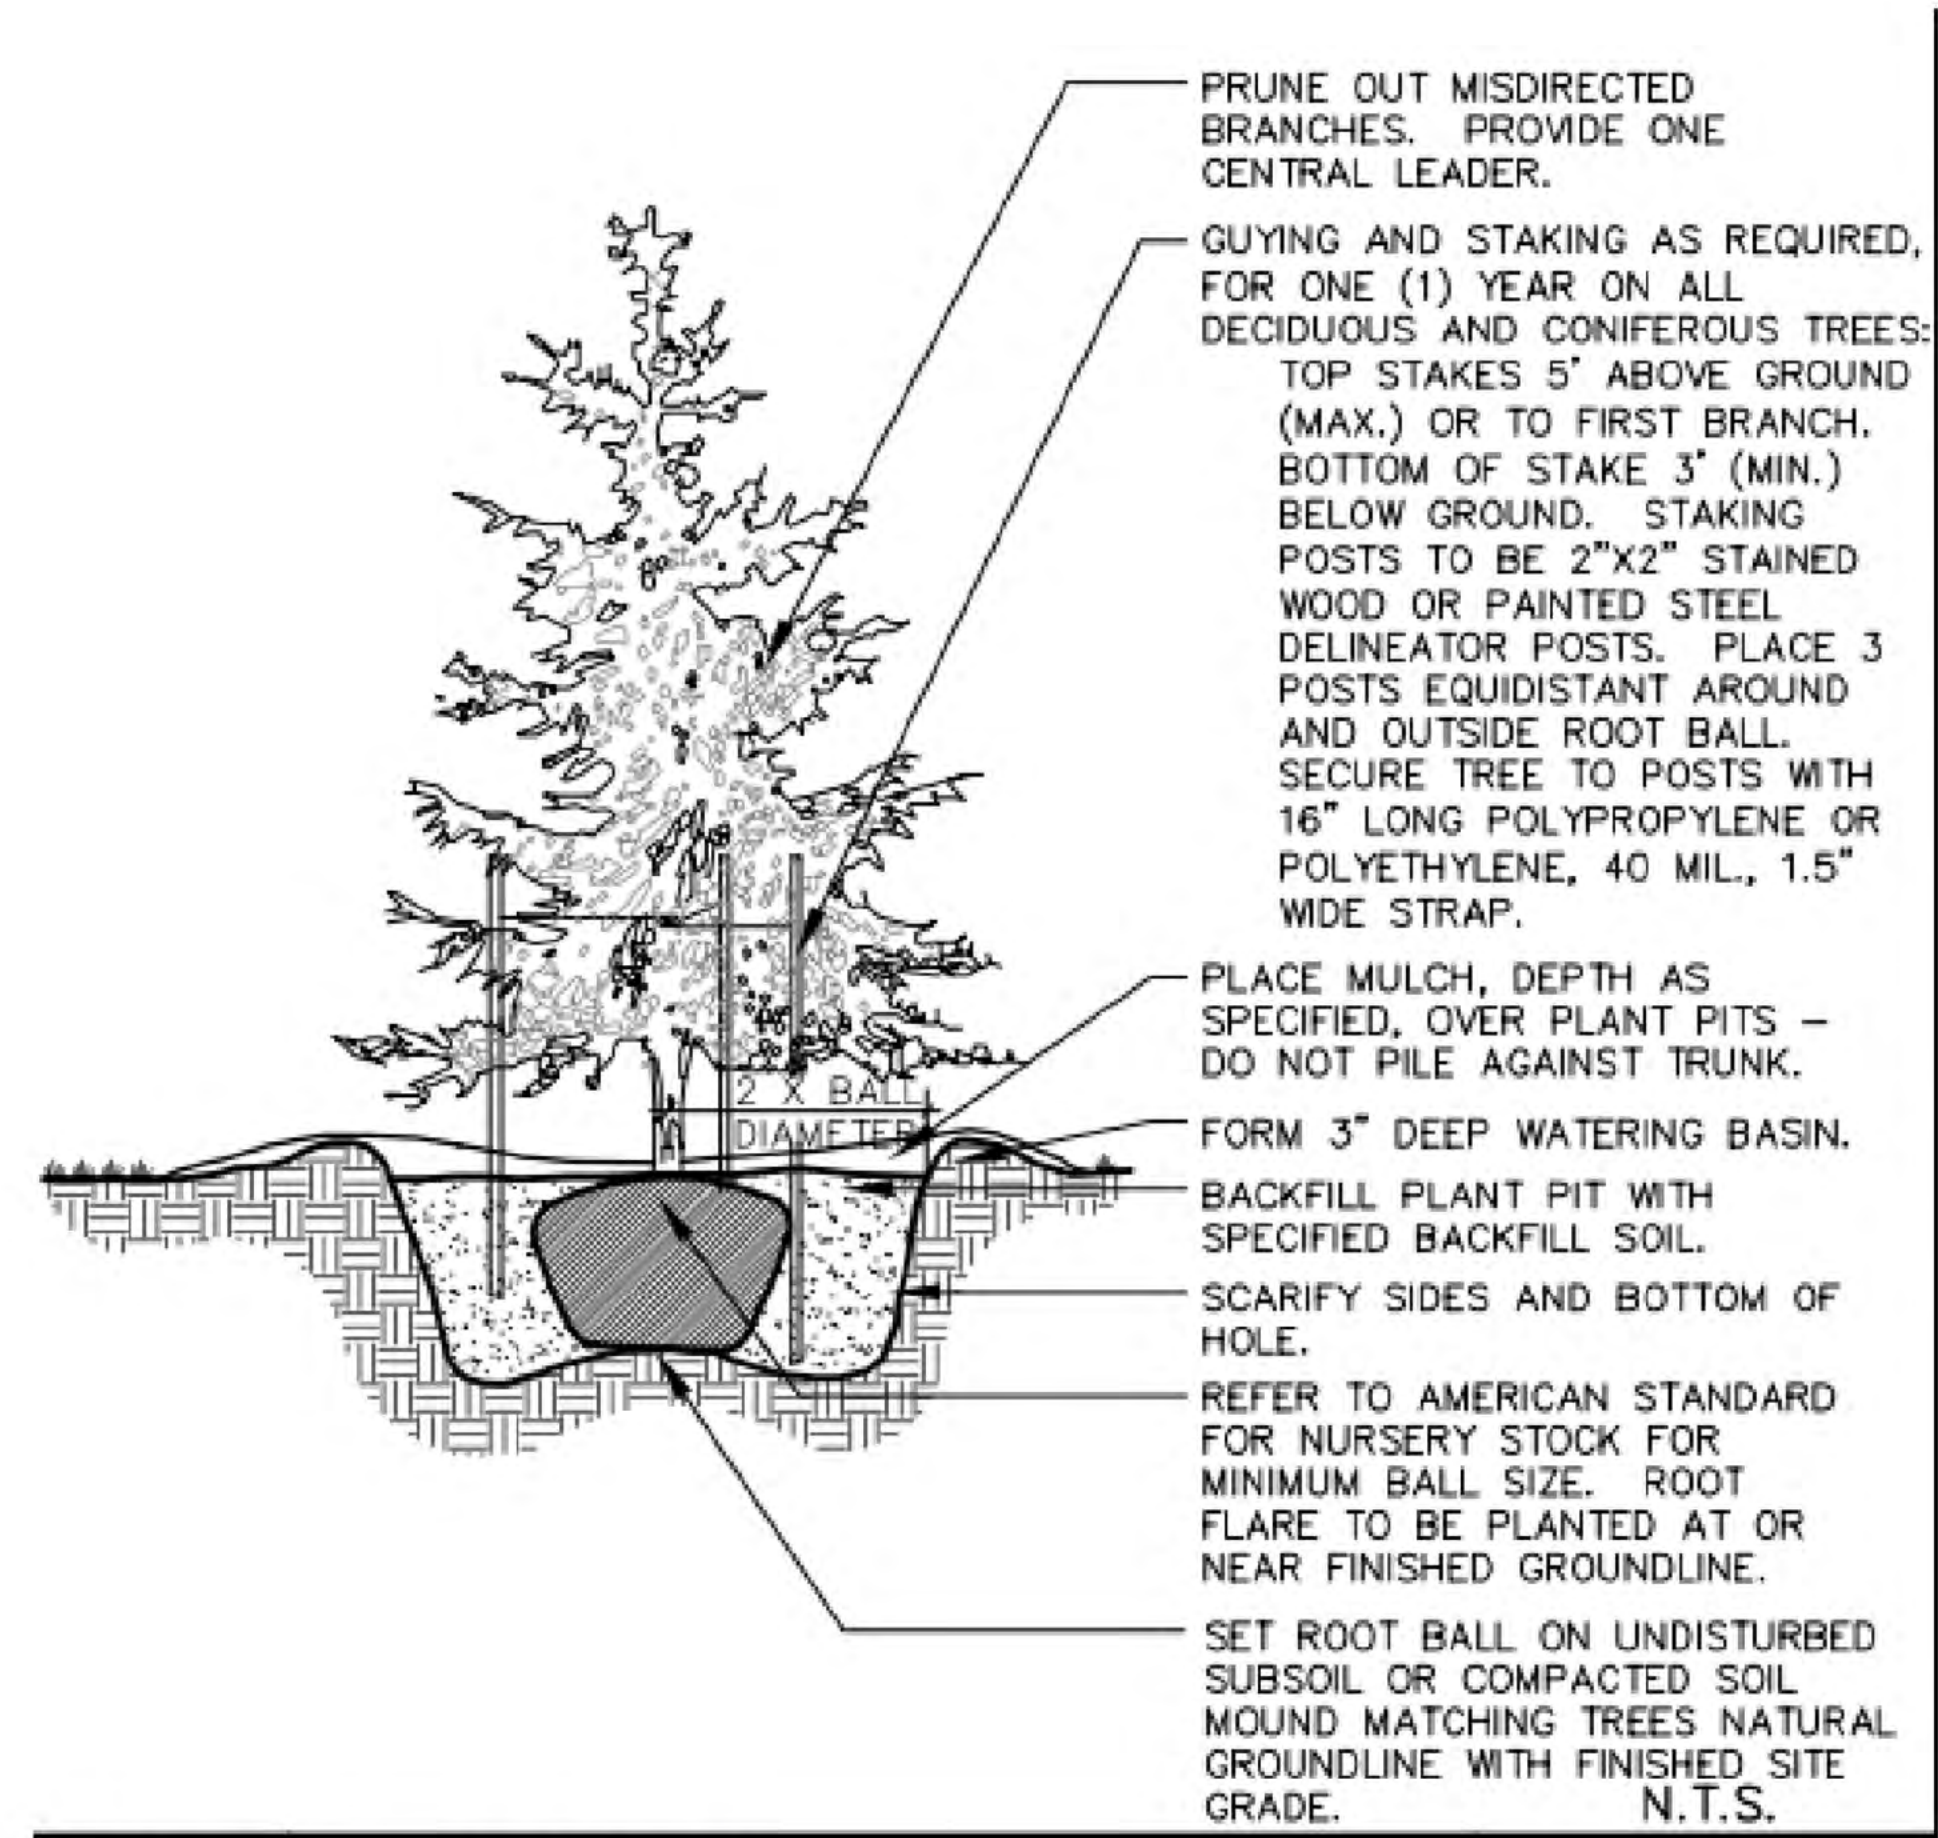 PRUNE OUT MISDIRECTED
BRANCHES. PROVIDE ONE
CENTRAL LEADER.
GUYING AND STAKING AS REQUIRED,
FOR ONE (1) YEAR ON ALL
DECIDUOUS AND CONIFEROUS TREES:
TOP STAKES 5' ABOVE GROUND
(MAX.) OR TO FIRST BRANCH.
BOTTOM OF STAKE 3' (MIN.)
BELOW GROUND. STAKING
POSTS TO BE 2"X2" STAINED
WOOD OR PAINTED STEEL
DELINEATOR POSTS. PLACE 3
POSTS EQUIDISTANT AROUND
AND OUTSIDE ROOT BALL.
SECURE TREE TO POSTS WITH
16" LONG POLYPROPYLENE OR
POLYETHYLENE, 40 MIL., 1.5"
WIDE STRAP.
PLACE MULCH, DEPTH AS
SPECIFIED, OVER PLANT PITS –
DO NOT PILE AGAINST TRUNK.
2 X BALL
DIAMETER
FORM 3" DEEP WATERING BASIN.
BACKFILL PLANT PIT WITH
SPECIFIED BACKFILL SOIL.
SCARIFY SIDES AND BOTTOM OF
HOLE.
REFER TO AMERICAN STANDARD
FOR NURSERY STOCK FOR
MINIMUM BALL SIZE. ROOT
FLARE TO BE PLANTED AT OR
NEAR FINISHED GROUNDLINE.
SET ROOT BALL ON UNDISTURBED
SUBSOIL OR COMPACTED SOIL
MOUND MATCHING TREES NATURAL
GROUNDLINE WITH FINISHED SITE
GRADE. N.T.S.